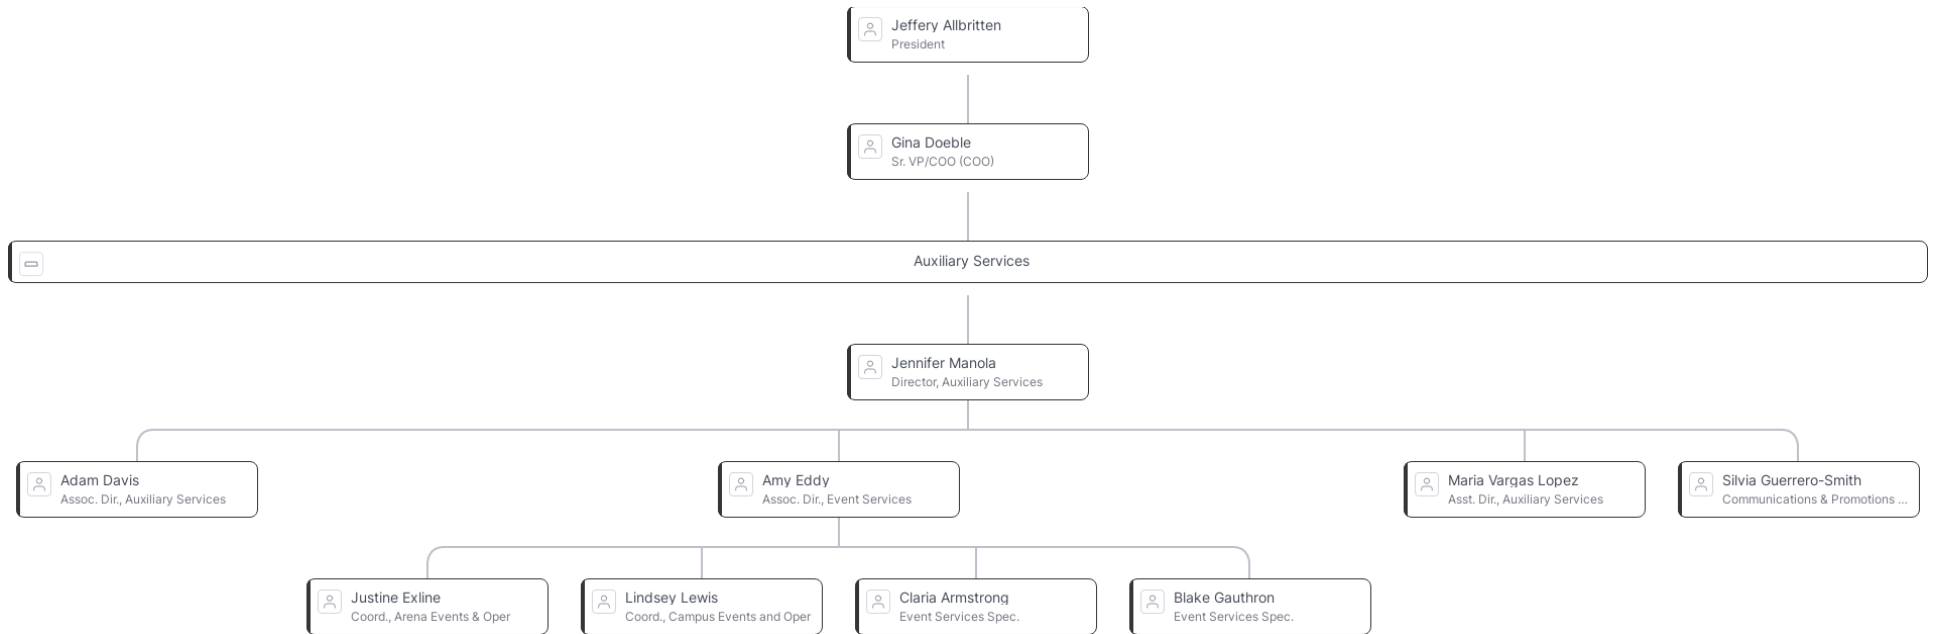 Jeffery Allbritten
President
Gina Doeble
Sr. VP/COO (COO)
Auxiliary Services
Jennifer Manola
Director, Auxiliary Services
Adam Davis
Assoc. Dir., Auxiliary Services
Amy Eddy
Assoc. Dir., Event Services
Maria Vargas Lopez
Asst. Dir., Auxiliary Services
Silvia Guerrero-Smith
Communications & Promotions ...
Justine Exline
Coord., Arena Events & Oper
Lindsey Lewis
Coord., Campus Events and Oper
Claria Armstrong
Event Services Spec.
Blake Gauthron
Event Services Spec.